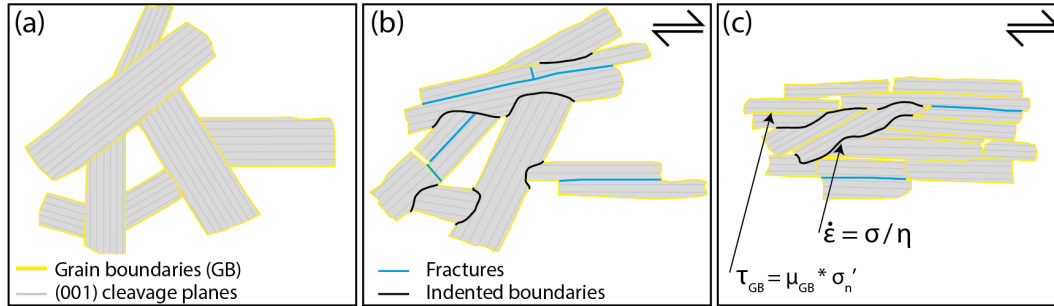 (a)
Grain boundaries (GB)
(001) cleavage planes
(b)
Fractures
Indented boundaries
(c)
ε̇ = σ/η
τGB = μGB * σn′